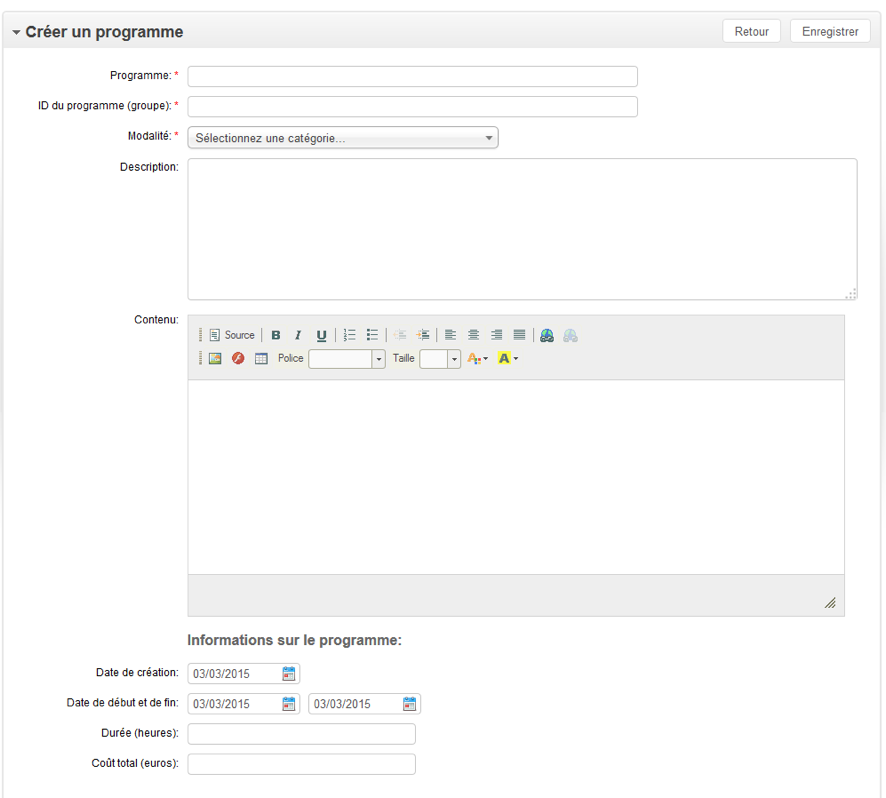 Créer un programme Retour Enregistrer
Programme: *
ID du programme (groupe): *
Modalité: * Sélectionnez une catégorie...
Description:
Contenu:
Source B I U
Police Taille A A
Informations sur le programme:
Date de création: 03/03/2015
Date de début et de fin: 03/03/2015 03/03/2015
Durée (heures):
Coût total (euros):